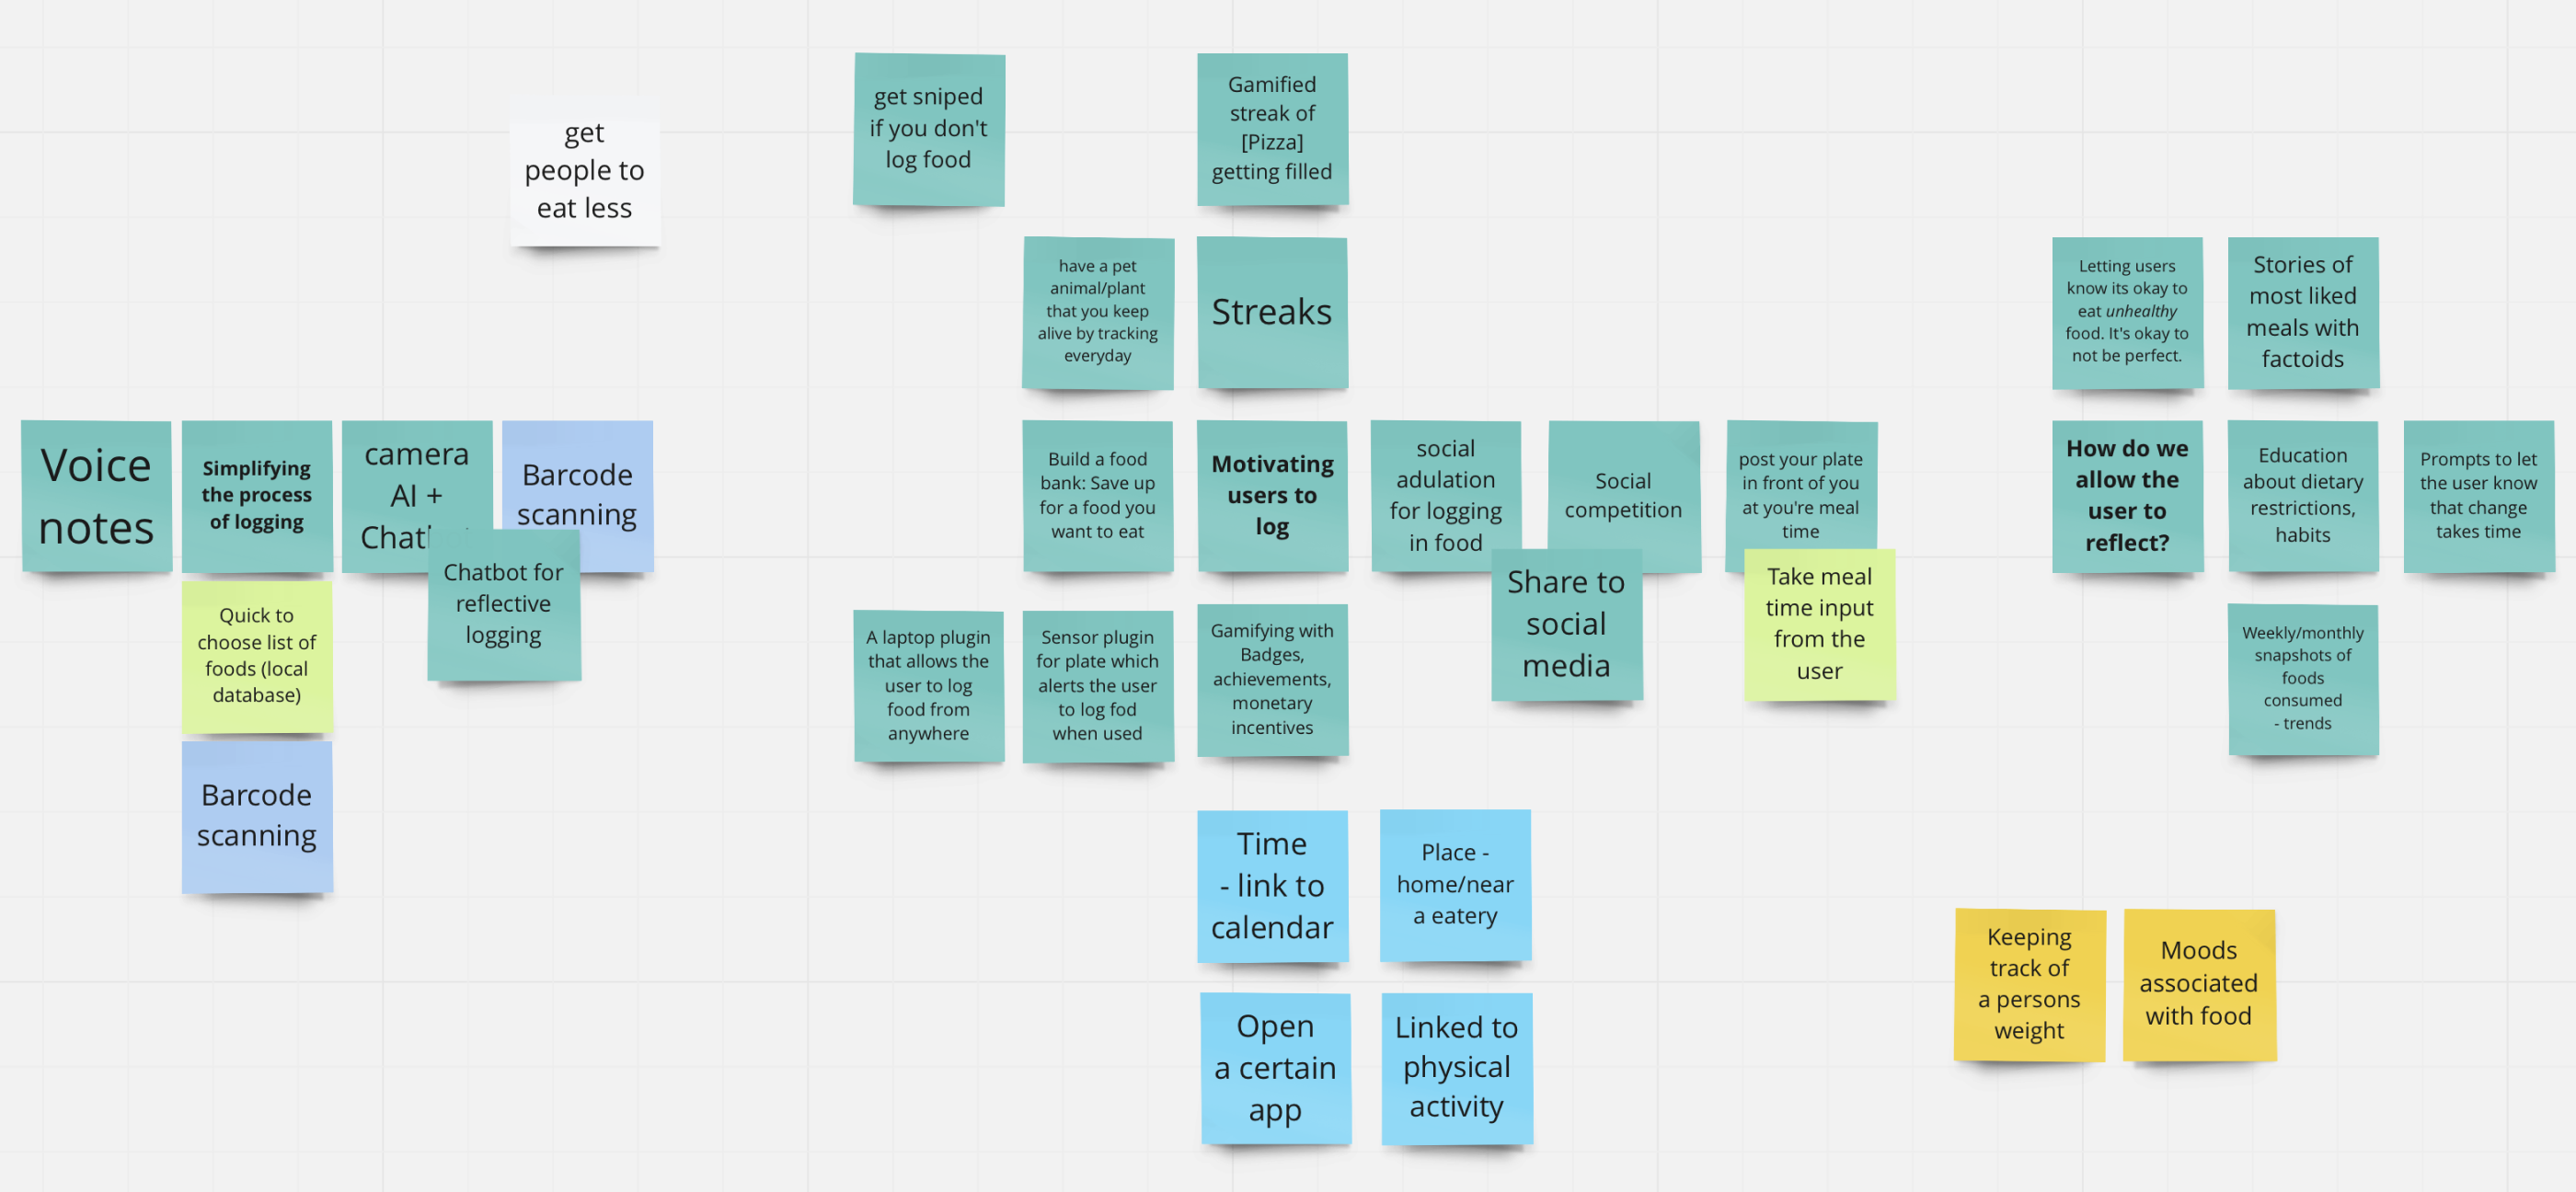 get
people to
eat less
get sniped
if you don't
log food
Gamified
streak of
[Pizza]
getting filled
have a pet
animal/plant
that you keep
alive by tracking
everyday
Streaks
Letting users
know its okay to
eat unhealthy
food. It's okay to
not be perfect.
Stories of
most liked
meals with
factoids
Voice
notes
Simplifying
the process
of logging
camera
AI +
Barcode
scanning
Chatbot for
reflective
logging
Quick to
choose list of
foods (local
database)
Barcode
scanning
Build a food
bank: Save up
for a food you
want to eat
Motivating
users to
log
social
adulation
for logging
in food
Social
competition
post your plate
in front of you
at you're meal
time
Share to
social
media
Take meal
time input
from the
user
A laptop plugin
that allows the
user to log
food from
anywhere
Sensor plugin
for plate which
alerts the user
to log fod
when used
Gamifying with
Badges,
achievements,
monetary
incentives
How do we
allow the
user to
reflect?
Education
about dietary
restrictions,
habits
Prompts to let
the user know
that change
takes time
Weekly/monthly
snapshots of
foods
consumed
- trends
Time
- link to
calendar
Place -
home/near
a eatery
Open
a certain
app
Linked to
physical
activity
Keeping
track of
a persons
weight
Moods
associated
with food